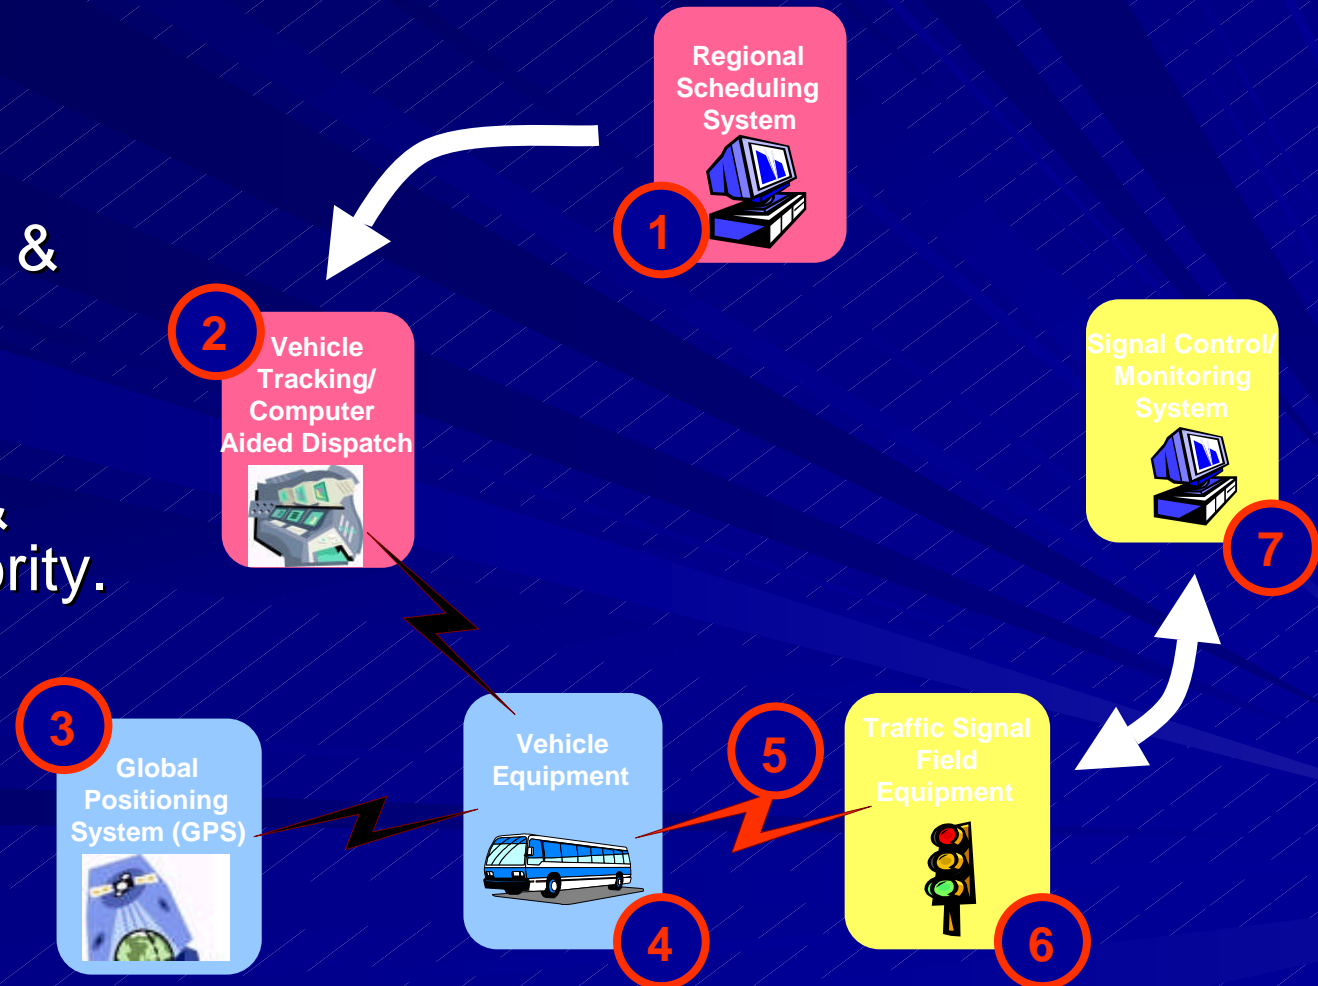 Regional
Scheduling
System
1
&
2
Vehicle
Tracking/
Computer
Aided Dispatch
Signal Control/
Monitoring
System
7
&
ority.
3
Global
Positioning
System (GPS)
Vehicle
Equipment
4
5
Traffic Signal
Field
Equipment
6